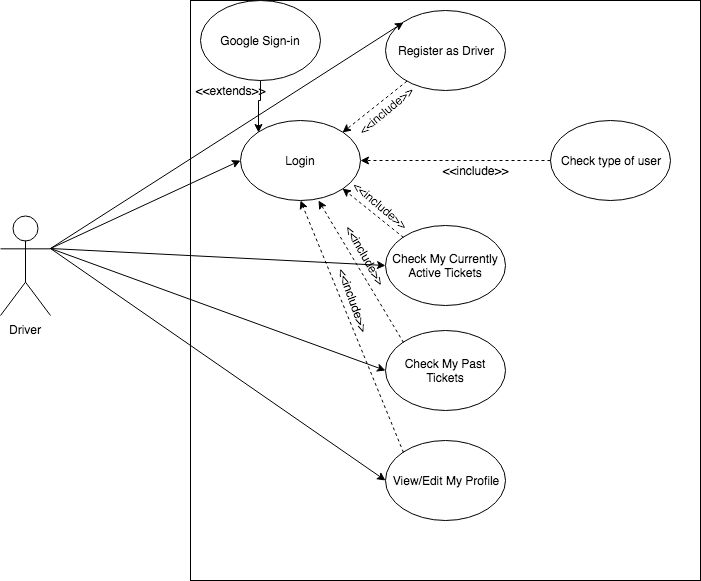 Google Sign-in
Register as Driver
<<extends>>
<<include>>
Login
Check type of user
<<include>>
<<include>>
Check My Currently
Active Tickets
<<include>>
<<include>>
Driver
Check My Past
Tickets
View/Edit My Profile